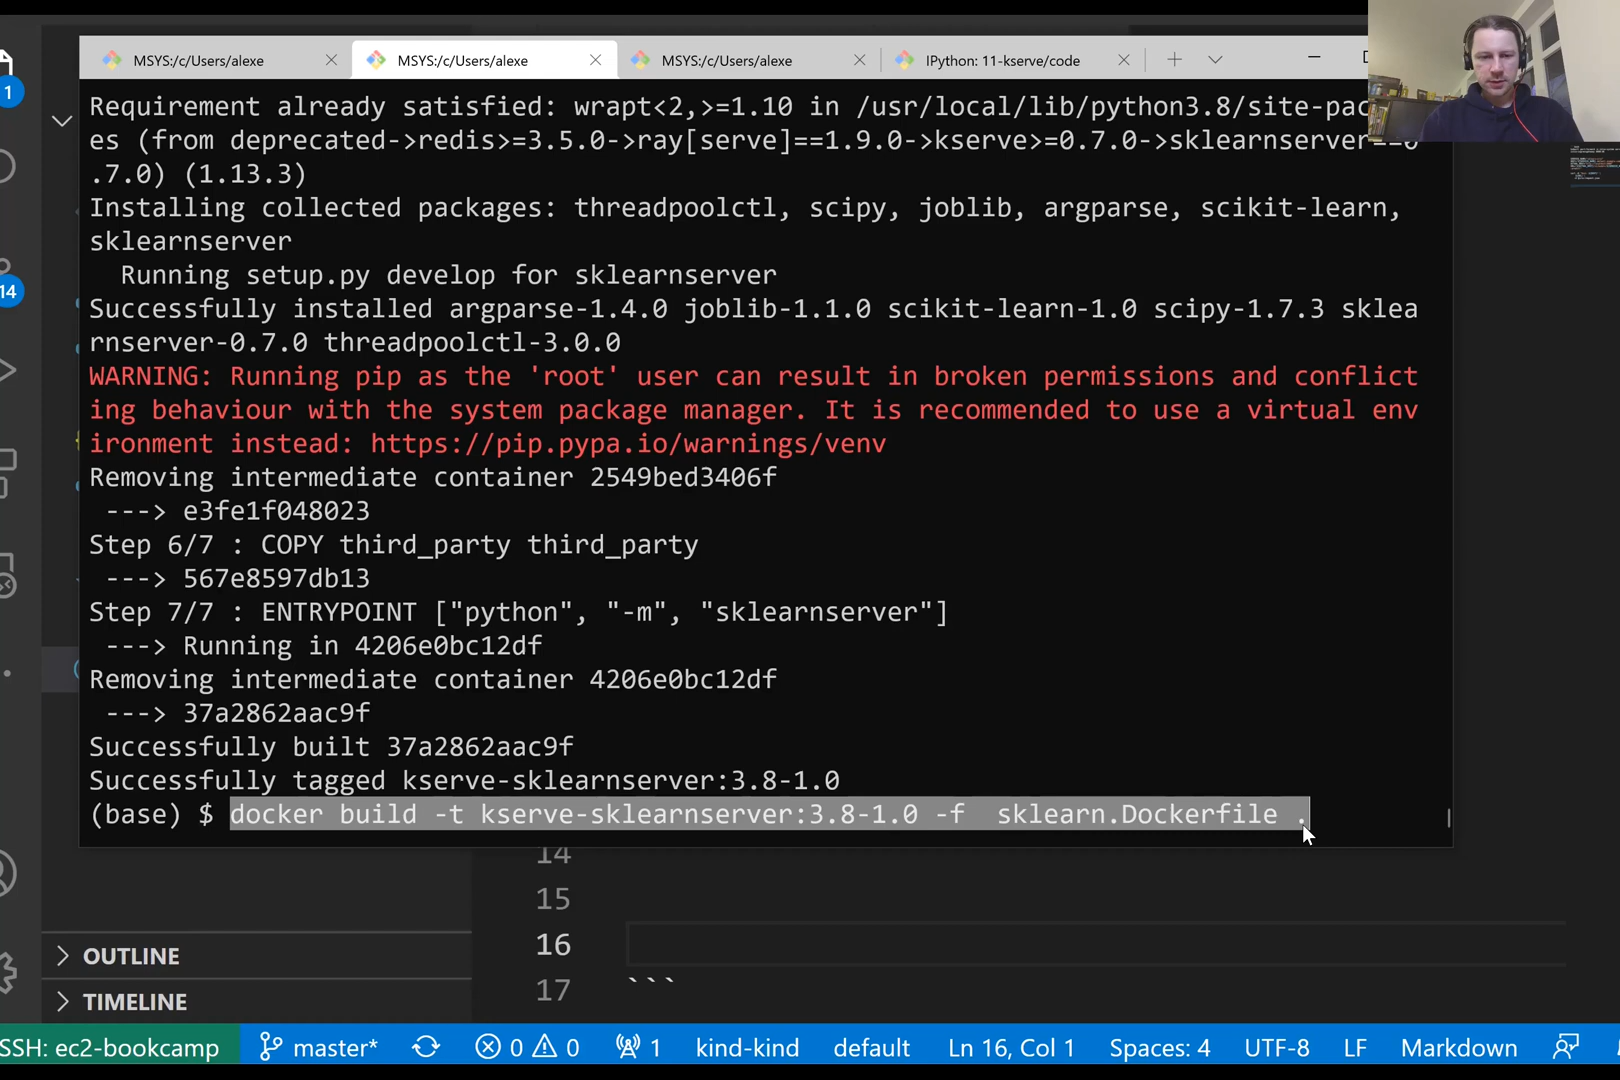 MSYS:/c/Users/alexe
MSYS:/c/Users/alexe
MSYS:/c/Users/alexe
IPython: 11-kserve/code
1
Requirement already satisfied: wrapt<2,>=1.10 in /usr/local/lib/python3.8/site-pac
es (from deprecated->redis>=3.5.0->ray[serve]==1.9.0->kserve>=0.7.0->sklearnserver==0
.7.0) (1.13.3)
Installing collected packages: threadpoolctl, scipy, joblib, argparse, scikit-learn,
sklearnserver
Running setup.py develop for sklearnserver
14
Successfully installed argparse-1.4.0 joblib-1.1.0 scikit-learn-1.0 scipy-1.7.3 sklea
rnserver-0.7.0 threadpoolctl-3.0.0
WARNING: Running pip as the 'root' user can result in broken permissions and conflict
ing behaviour with the system package manager. It is recommended to use a virtual env
ironment instead: https://pip.pypa.io/warnings/venv
Removing intermediate container 2549bed3406f
---> e3fe1f048023
Step 6/7 : COPY third_party third_party
---> 567e8597db13
Step 7/7 : ENTRYPOINT ["python", "-m", "sklearnserver"]
---> Running in 4206e0bc12df
Removing intermediate container 4206e0bc12df
---> 37a2862aac9f
Successfully built 37a2862aac9f
Successfully tagged kserve-sklearnserver:3.8-1.0
(base) $ docker build -t kserve-sklearnserver:3.8-1.0 -f  sklearn.Dockerfile .
14
15
16
17 ```
OUTLINE
TIMELINE
SSH: ec2-bookcamp master* 0 0 1 kind-kind default Ln 16, Col 1 Spaces: 4 UTF-8 LF Markdown